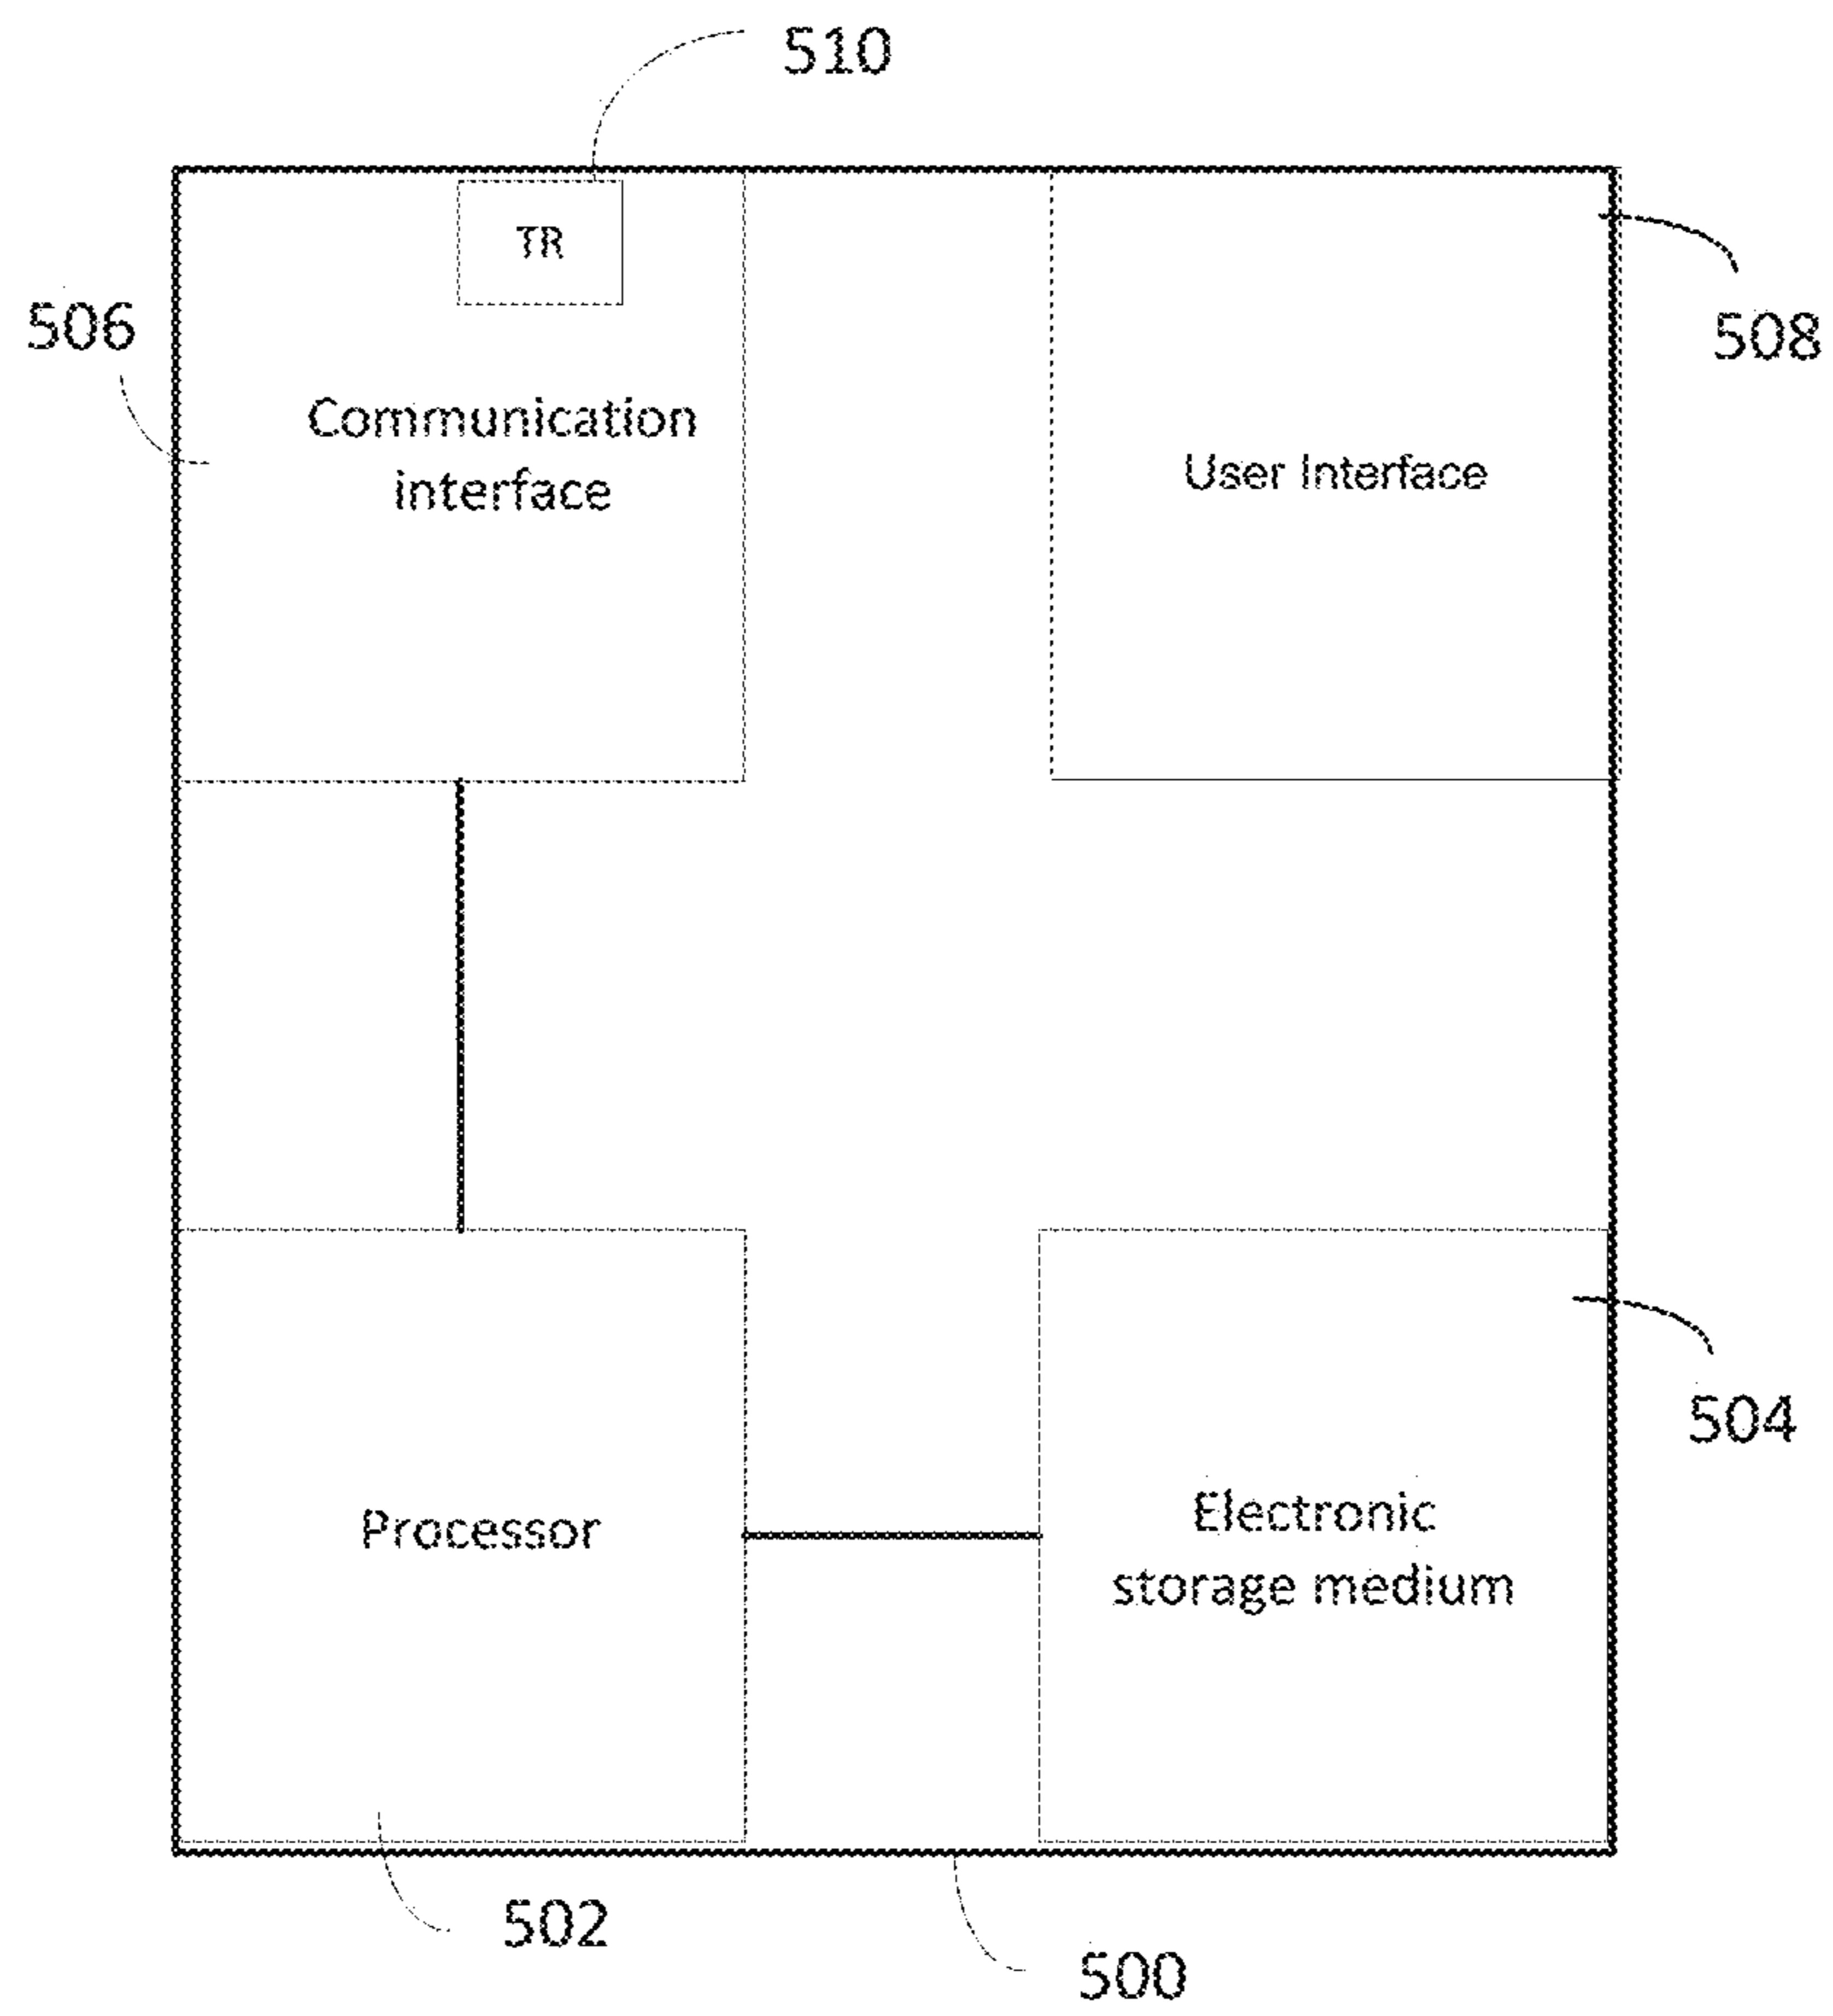 510
TR
506
508
Communication
interface
User Interface
504
Processor
Electronic
storage medium
502
500